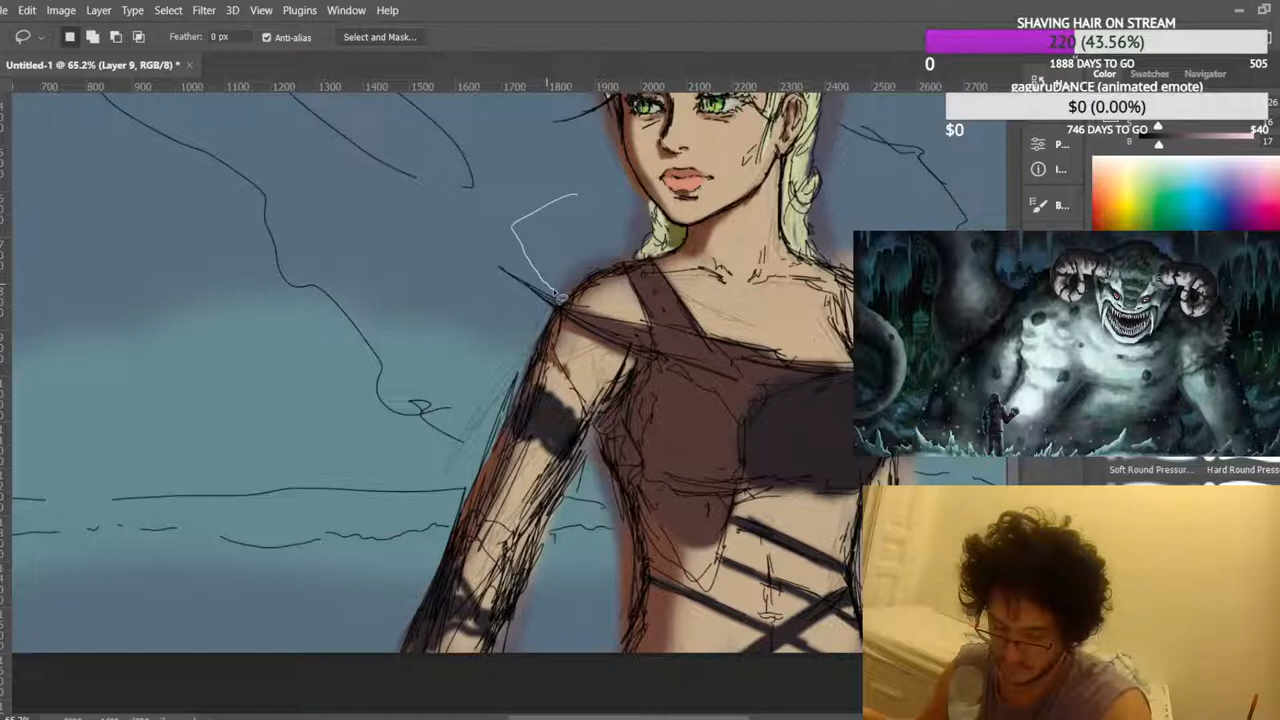 Edit Image Layer Type Select Filter 3D View Plugins Window Help
SHAVING HAIR ON STREAM
Feather: 0 px Anti-alias Select and Mask...
220 (43.56%)
Untitled-1 @ 65.2% (Layer 9, RGB/8) *
0 1888 DAYS TO GO 505
Color Swatches Navigator
gaguruDANCE (animated emote)
700 800 900 1000 1100 1200 1300 1400 1500 1600 1700 1800 1900 2000 2100 2200 2300 2400 2500 2600 2700
$0 (0.00%)
$0 746 DAYS TO GO $40
B 17
P...
I...
B...
Soft Round Pressur... Hard Round Press